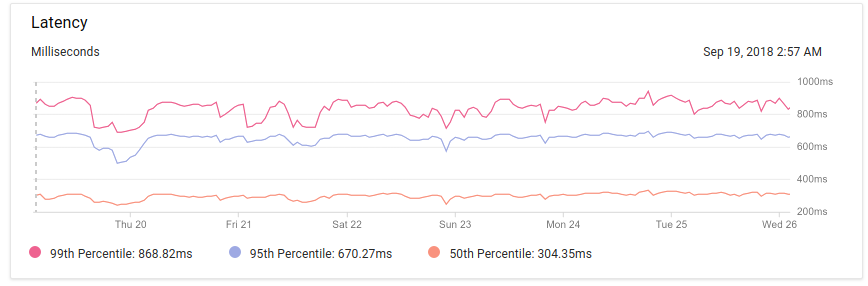 Latency
Milliseconds
Sep 19, 2018 2:57 AM
1000ms
800ms
600ms
400ms
200ms
Thu 20
Fri 21
Sat 22
Sun 23
Mon 24
Tue 25
Wed 26
99th Percentile: 868.82ms
95th Percentile: 670.27ms
50th Percentile: 304.35ms